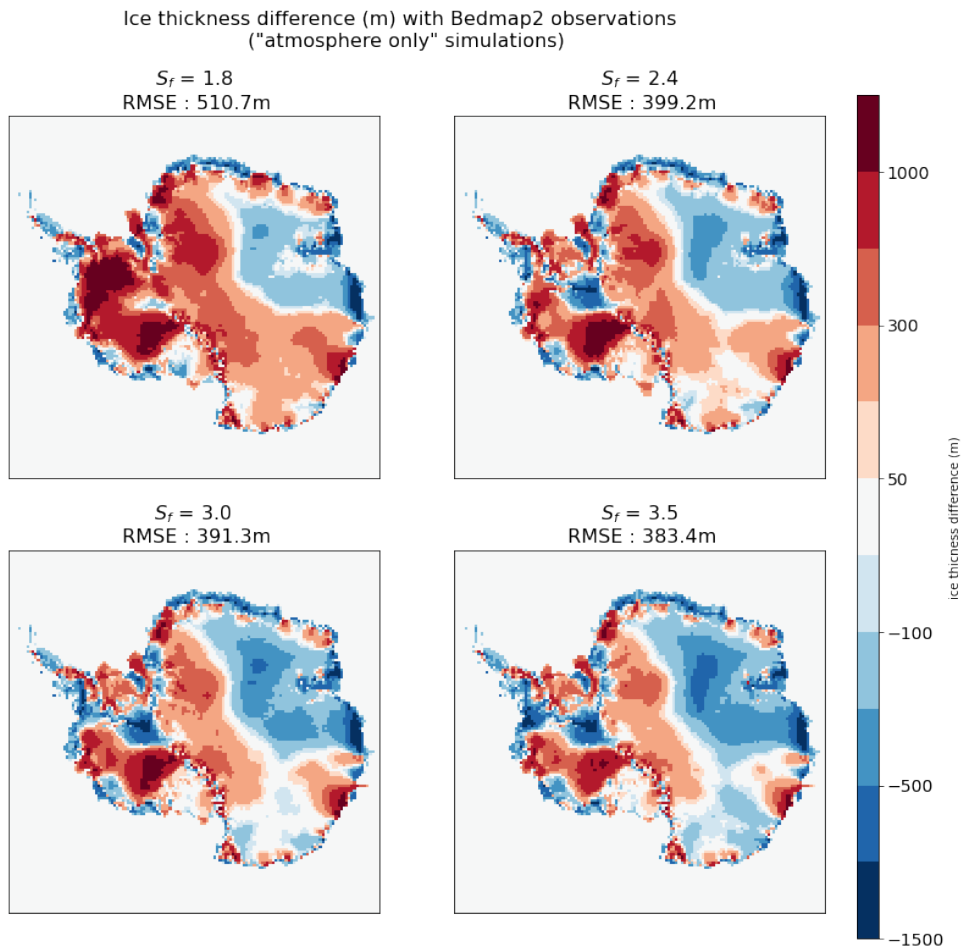 Ice thickness difference (m) with Bedmap2 observations
("atmosphere only" simulations)
S_f = 1.8
RMSE : 510.7m
S_f = 2.4
RMSE : 399.2m
S_f = 3.0
RMSE : 391.3m
S_f = 3.5
RMSE : 383.4m
1000
300
50
−100
−500
−1500
ice thicness difference (m)